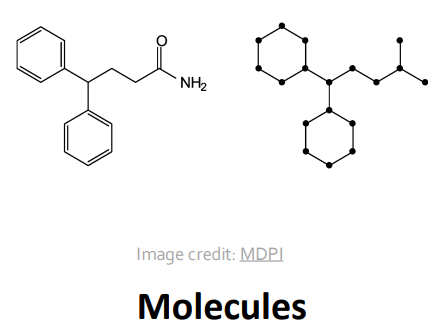 O
NH₂
Image credit: MDPI
Molecules